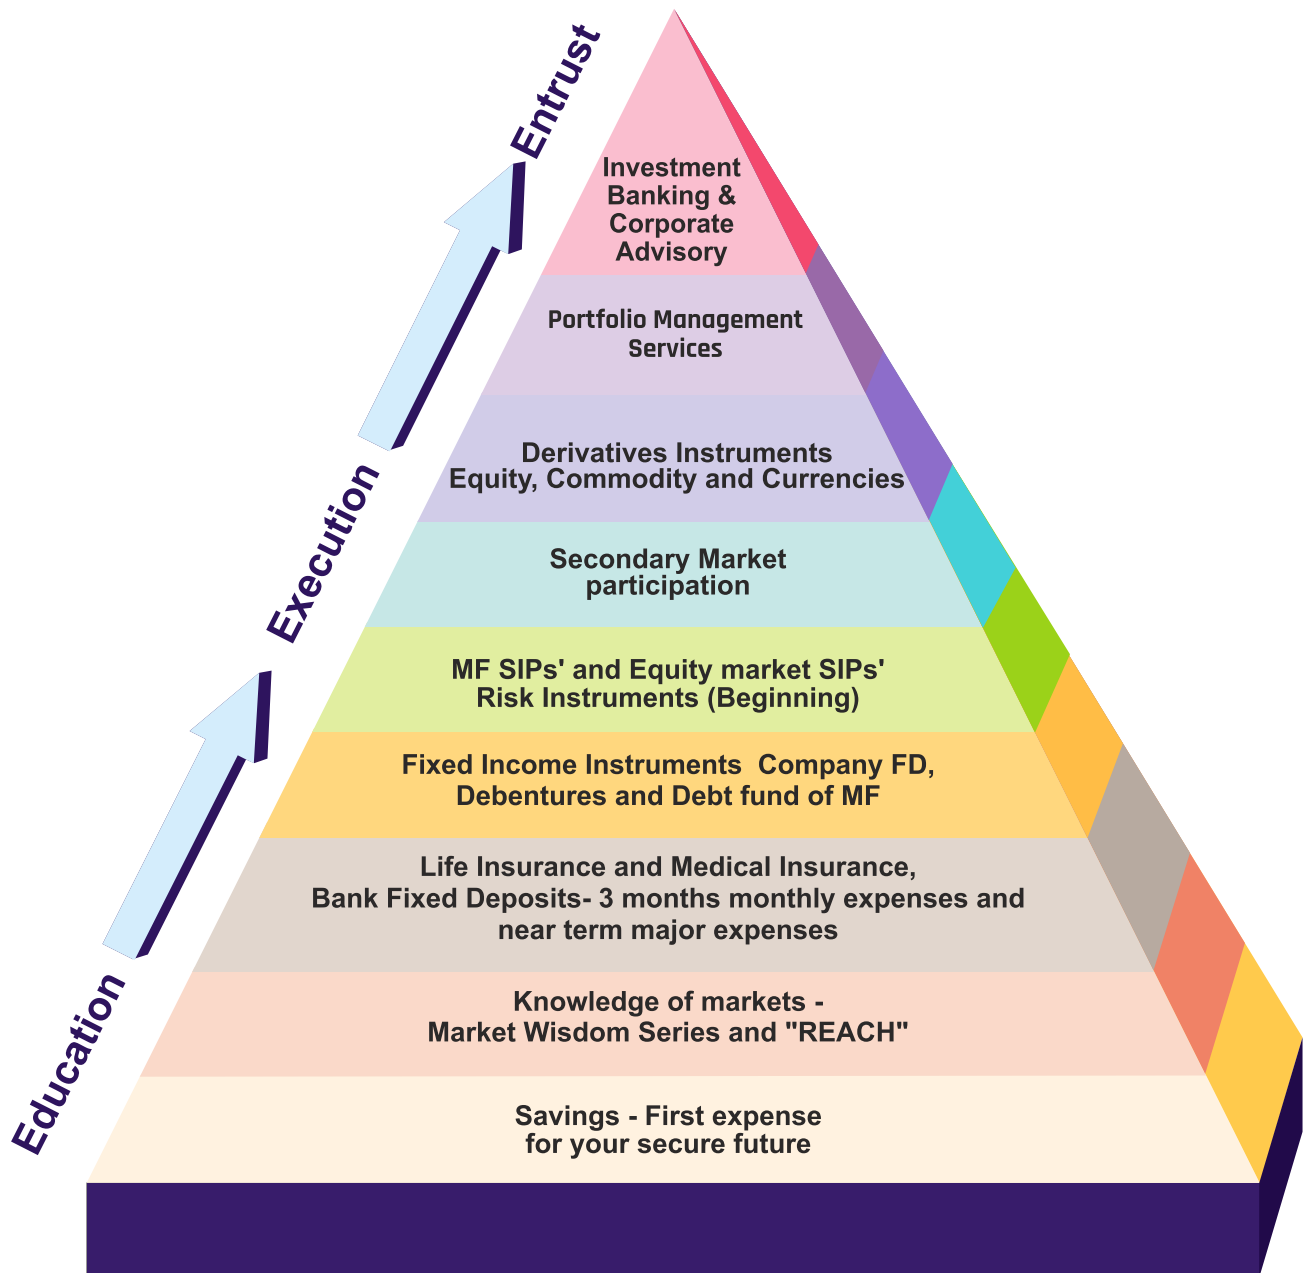 Entrust
Investment
Banking &
Corporate
Advisory
Portfolio Management
Services
Derivatives Instruments
Equity, Commodity and Currencies
Execution
Secondary Market
participation
MF SIPs' and Equity market SIPs'
Risk Instruments (Beginning)
Fixed Income Instruments  Company FD,
Debentures and Debt fund of MF
Life Insurance and Medical Insurance,
Bank Fixed Deposits- 3 months monthly expenses and
near term major expenses
Education
Knowledge of markets -
Market Wisdom Series and "REACH"
Savings - First expense
for your secure future